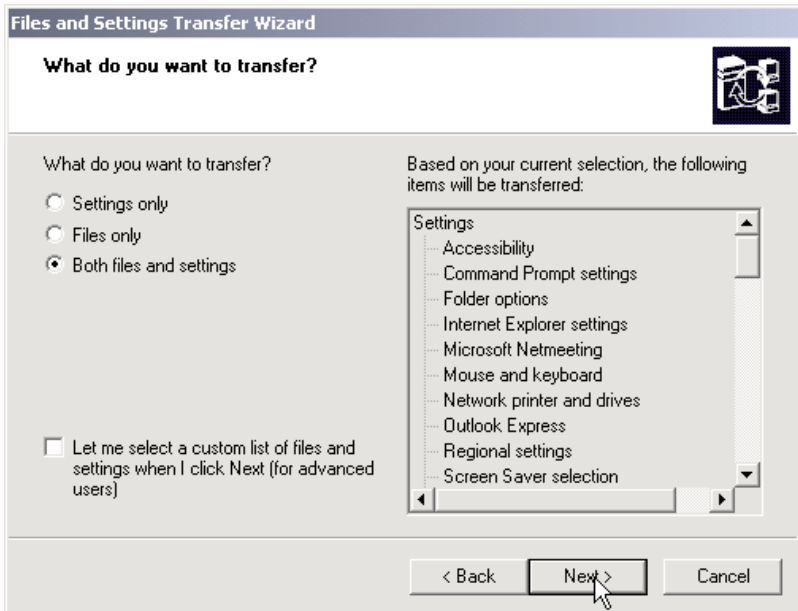 Files and Settings Transfer Wizard
What do you want to transfer?
What do you want to transfer?
Settings only
Files only
Both files and settings
Let me select a custom list of files and
settings when I click Next (for advanced
users)
Based on your current selection, the following
items will be transferred:
Settings
Accessibility
Command Prompt settings
Folder options
Internet Explorer settings
Microsoft Netmeeting
Mouse and keyboard
Network printer and drives
Outlook Express
Regional settings
Screen Saver selection
< Back
Next >
Cancel